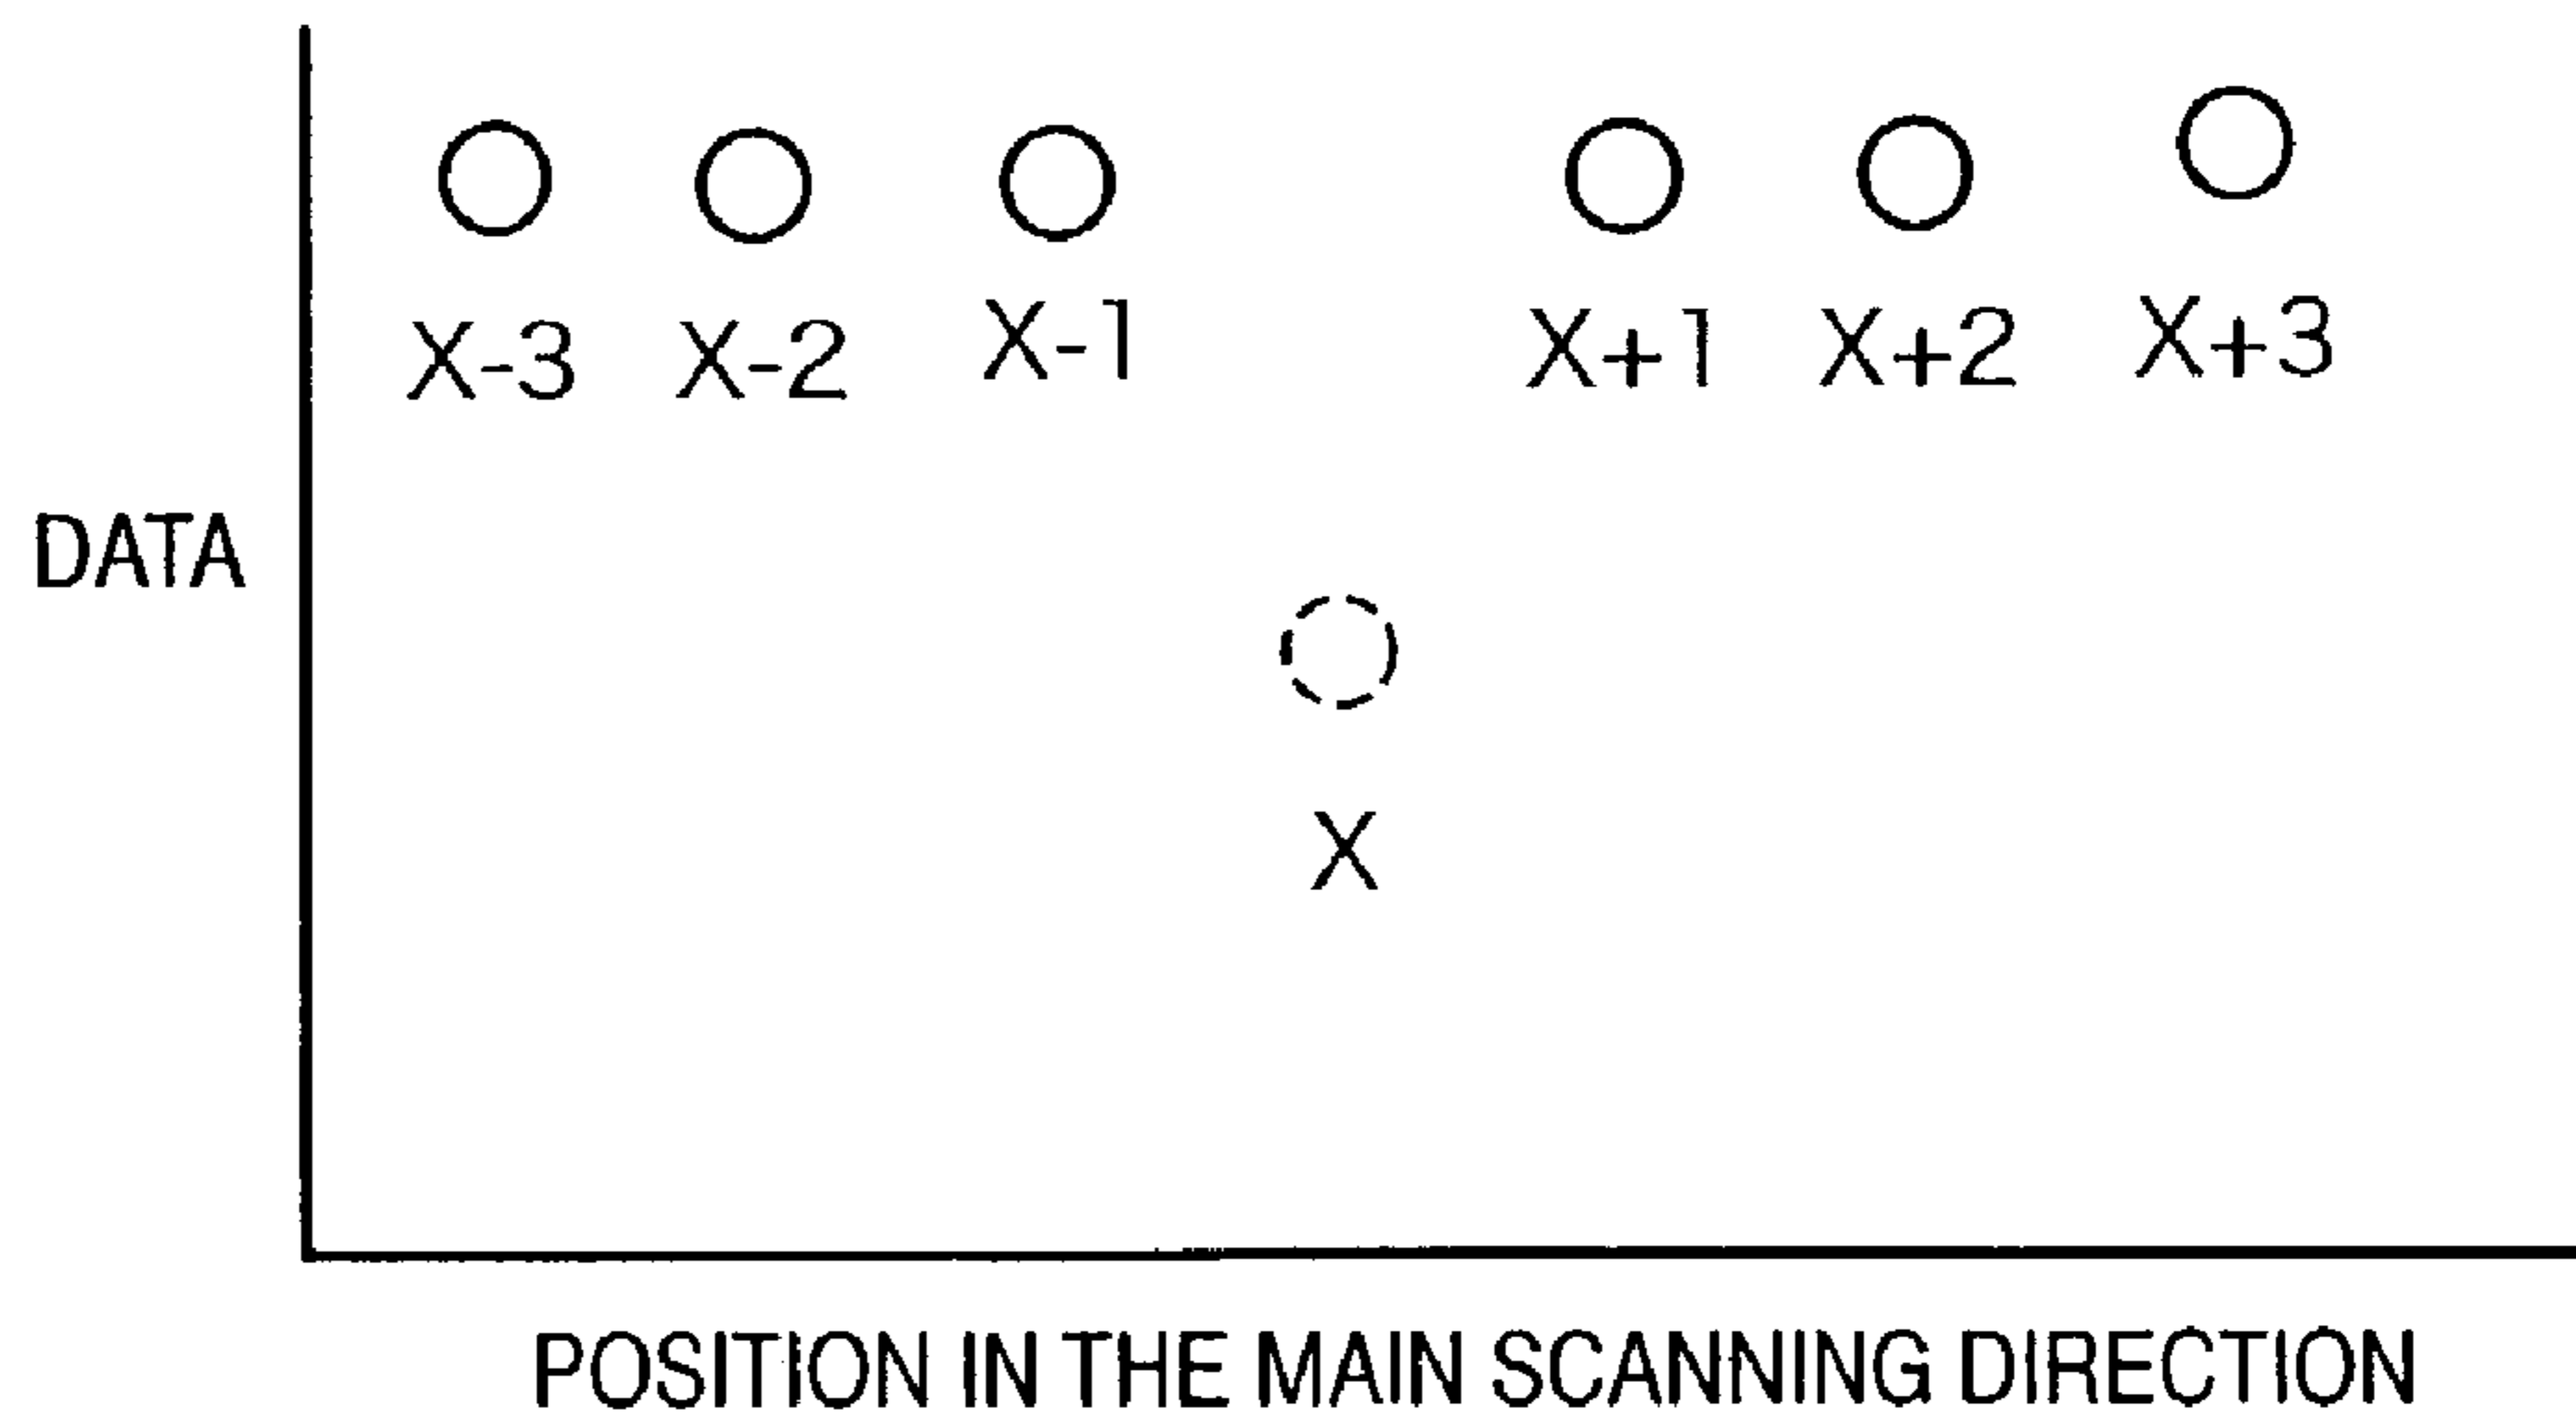 X-3 X-2 X-1 X+1 X+2 X+3
DATA
X
POSITION IN THE MAIN SCANNING DIRECTION